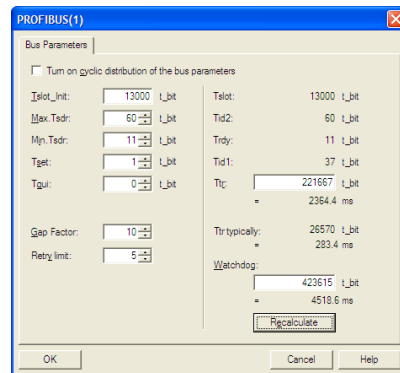 PROFIBUS(1)
Bus Parameters
Turn on cyclic distribution of the bus parameters
Tslot_Init: 13000 t_bit
Max.Tsdr: 60 t_bit
Min.Tsdr: 11 t_bit
Tset: 1 t_bit
Tqui: 0 t_bit
Gap Factor: 10
Retry limit: 5
Tslot: 13000 t_bit
Tid2: 60 t_bit
Trdy: 11 t_bit
Tid1: 37 t_bit
Ttr: 221667 t_bit
= 2364.4 ms
Ttr typically: 26570 t_bit
= 283.4 ms
Watchdog:
423615 t_bit
= 4518.6 ms
Recalculate
OK Cancel Help